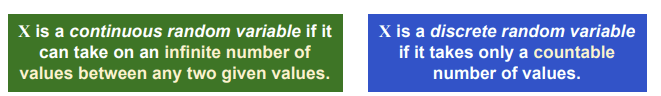 X is a continuous random variable if it
can take on an infinite number of
values between any two given values.
X is a discrete random variable
if it takes only a countable
number of values.